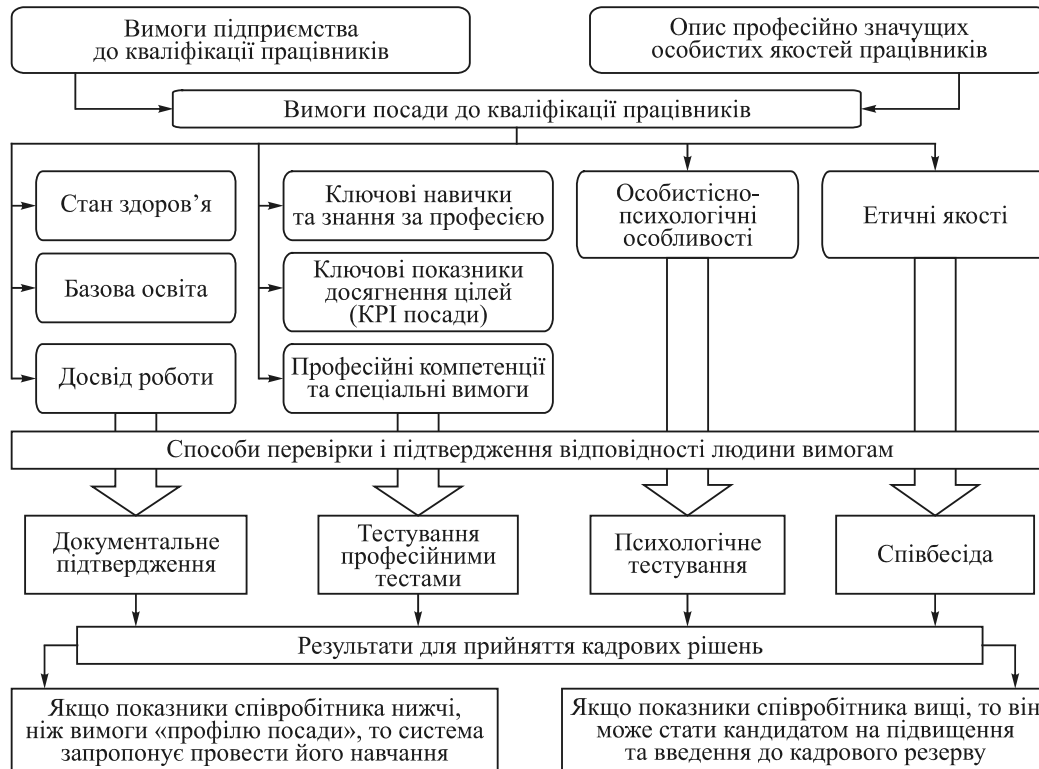 Вимоги підприємства
до кваліфікації працівників
Опис професійно значущих
особистих якостей працівників
Вимоги посади до кваліфікації працівників
Стан здоров’я
Ключові навички
та знання за професією
Особистісно-
психологічні
особливості
Етичні якості
Базова освіта
Ключові показники
досягнення цілей
(КРІ посади)
Досвід роботи
Професійні компетенції
та спеціальні вимоги
Способи перевірки і підтвердження відповідності людини вимогам
Документальне
підтвердження
Тестування
професійними
тестами
Психологічне
тестування
Співбесіда
Результати для прийняття кадрових рішень
Якщо показники співробітника нижчі,
ніж вимоги «профілю посади», то система
запропонує провести його навчання
Якщо показники співробітника вищі, то він
може стати кандидатом на підвищення
та введення до кадрового резерву